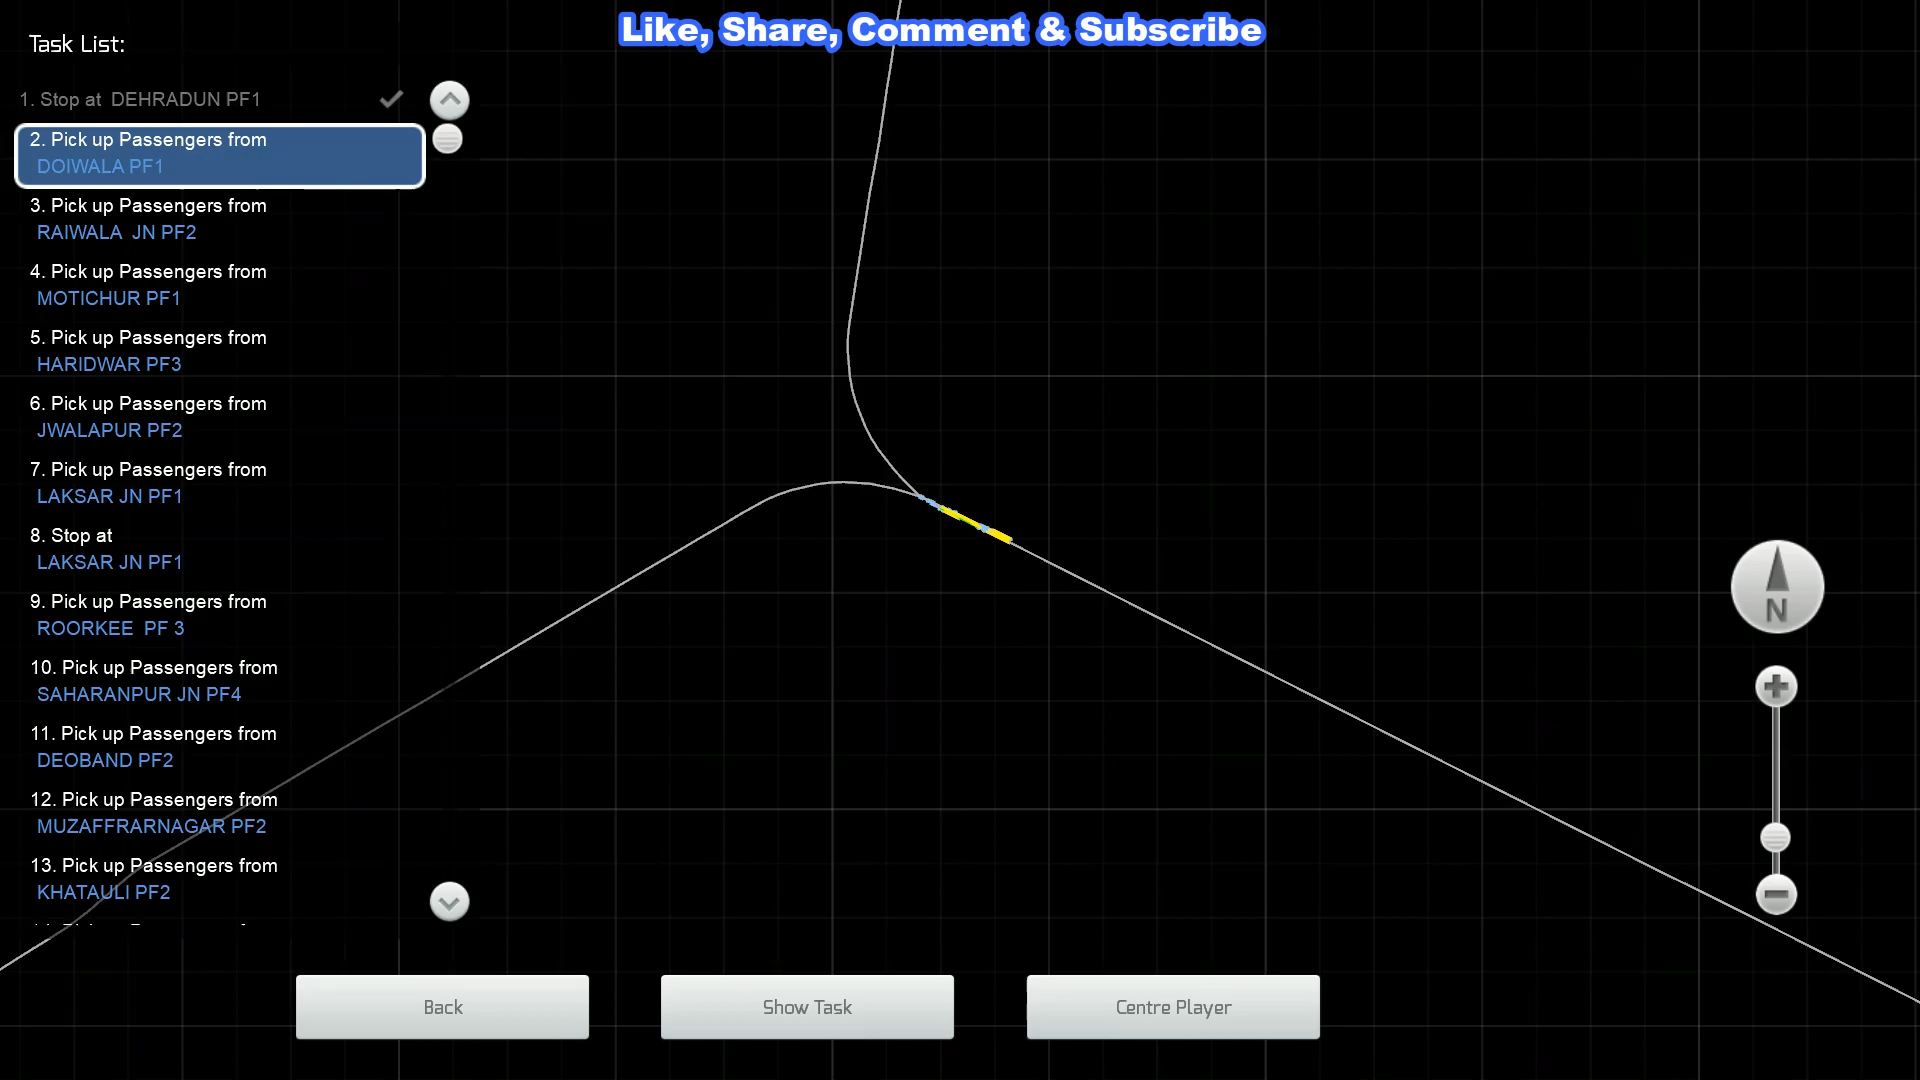 Like, Share, Comment & Subscribe
Task List:
1. Stop at DEHRADUN PF1
2. Pick up Passengers from
DOIWALA PF1
3. Pick up Passengers from
RAIWALA JN PF2
4. Pick up Passengers from
MOTICHUR PF1
5. Pick up Passengers from
HARIDWAR PF3
6. Pick up Passengers from
JWALAPUR PF2
7. Pick up Passengers from
LAKSAR JN PF1
8. Stop at
LAKSAR JN PF1
9. Pick up Passengers from
ROORKEE PF 3
10. Pick up Passengers from
SAHARANPUR JN PF4
11. Pick up Passengers from
DEOBAND PF2
12. Pick up Passengers from
MUZAFFRARNAGAR PF2
13. Pick up Passengers from
KHATAULI PF2
N
Back
Show Task
Centre Player